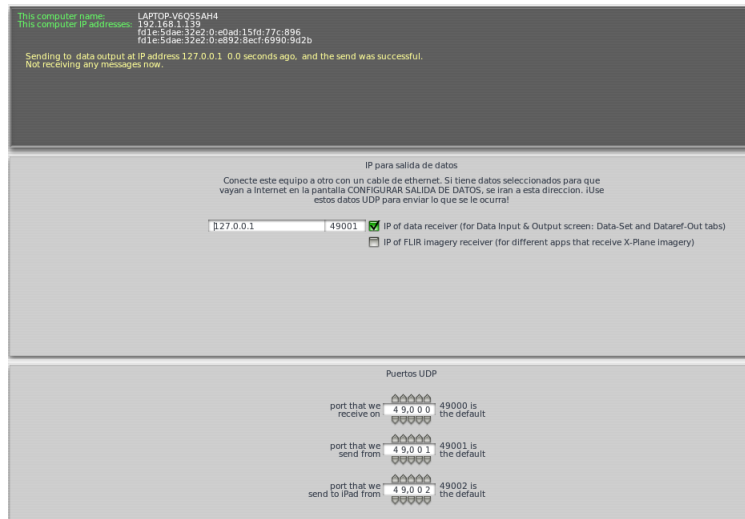 This computer name: LAPTOP-V6Q55AH4
This computer IP addresses: 192.168.1.139
fd1e:5dae:32e2:0:e0ad:15fd:77c:896
fd1e:5dae:32e2:0:e892:8ecf:6990:9d2b
Sending to data output at IP address 127.0.0.1 0.0 seconds ago, and the send was successful.
Not receiving any messages now.
IP para salida de datos
Conecte este equipo a otro con un cable de ethernet. Si tiene datos seleccionados para que
vayan a Internet en la pantalla CONFIGURAR SALIDA DE DATOS, se iran a esta direccion. iUse
estos datos UDP para enviar lo que se le ocurra!
127.0.0.1 49001 IP of data receiver (for Data Input & Output screen: Data-Set and Dataref-Out tabs)
IP of FLIR imagery receiver (for different apps that receive X-Plane imagery)
Puertos UDP
port that we 49000 is
receive on 4 9,0 0 0 the default
port that we 49001 is
send from 4 9,0 0 1 the default
port that we 49002 is
send to iPad from 4 9,0 0 2 the default